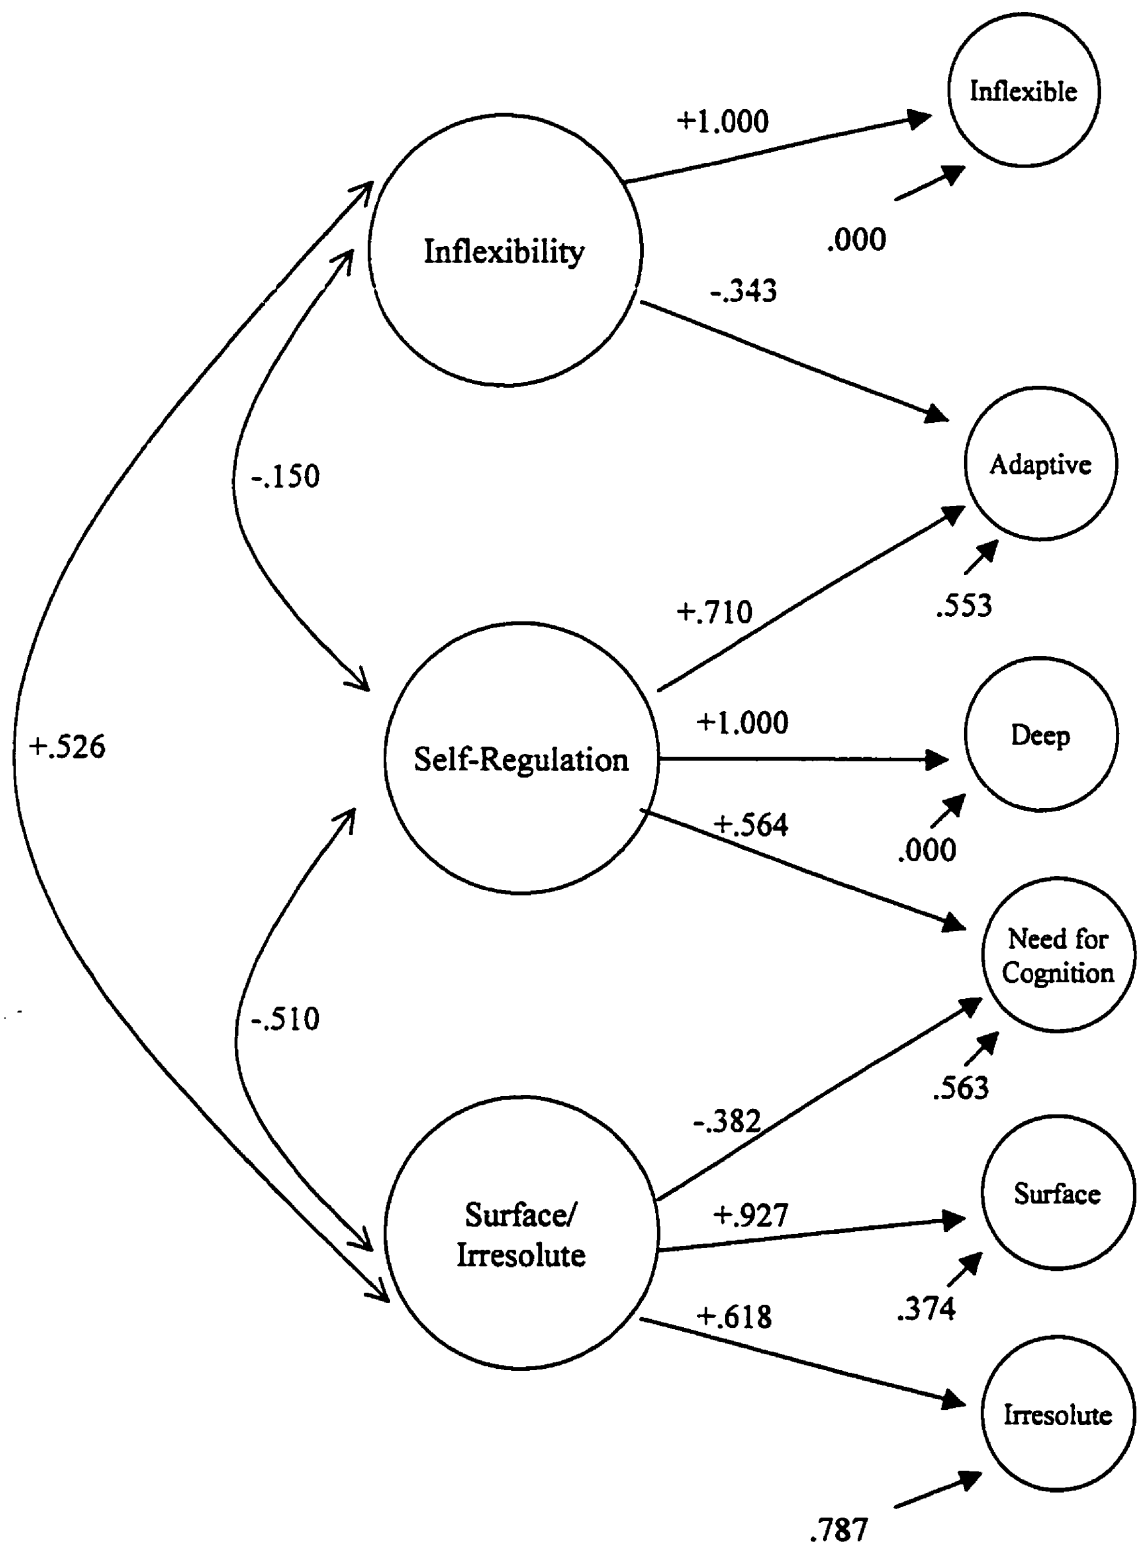 Inflexible
+1.000
.000
Inflexibility
-.343
Adaptive
-.150
.553
+.710
+1.000
Deep
+.526
Self-Regulation
+.564
.000
Need for
Cognition
-.510
.563
-.382
Surface
+.927
Surface/
Irresolute
.374
+.618
Irresolute
.787